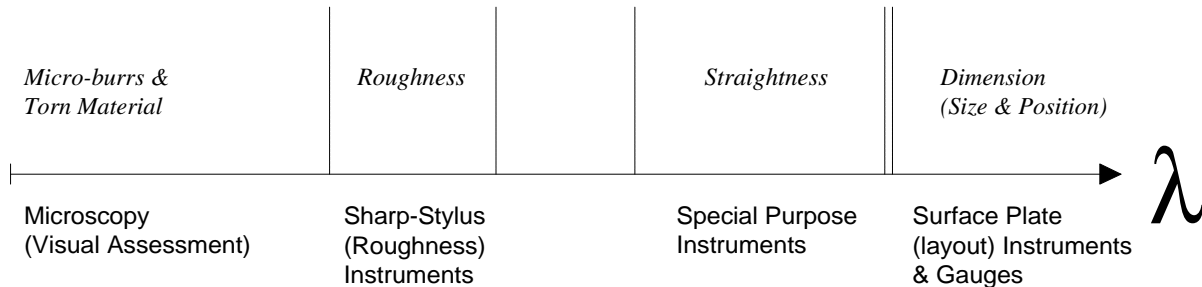 Micro-burrs &
Torn Material
Roughness
Straightness
Dimension
(Size & Position)
λ
Microscopy
(Visual Assessment)
Sharp-Stylus
(Roughness)
Instruments
Special Purpose
Instruments
Surface Plate
(layout) Instruments
& Gauges